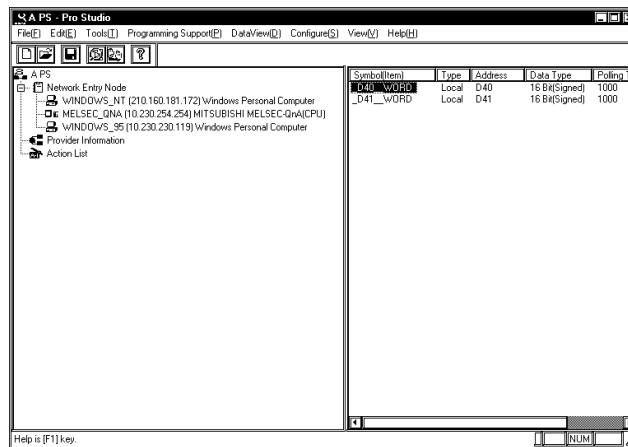 A PS - Pro Studio
File(F) Edit(E) Tools(T) Programming Support(P) DataView(D) Configure(S) View(V) Help(H)
A PS
Network Entry Node
WINDOWS_NT (210.160.181.172) Windows Personal Computer
MELSEC_QNA (10.230.254.254) MITSUBISHI MELSEC-QnA(CPU)
WINDOWS_95 (10.230.230.119) Windows Personal Computer
Provider Information
Action List
Symbol(Item) Type Address Data Type Polling T
_D40__WORD Local D40 16 Bit(Signed) 1000
_D41__WORD Local D41 16 Bit(Signed) 1000
Help is [F1] key.
NUM